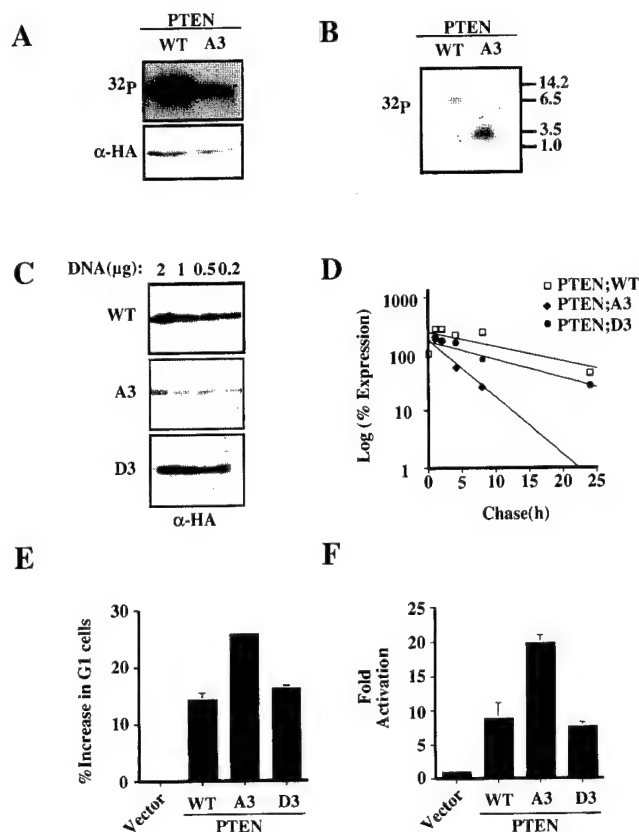 A
PTEN
WT A3
32P
α-HA
B
PTEN
WT A3
32P
14.2
6.5
3.5
1.0
C
DNA(µg): 2 1 0.5 0.2
WT
A3
D3
α-HA
D
PTEN;WT
PTEN;A3
PTEN;D3
Log (% Expression)
1000
100
10
1
0 5 10 15 20 25
Chase(h)
E
% Increase in G1 cells
30
20
10
0
Vector WT A3 D3
PTEN
F
Fold
Activation
25
20
15
10
5
0
Vector WT A3 D3
PTEN